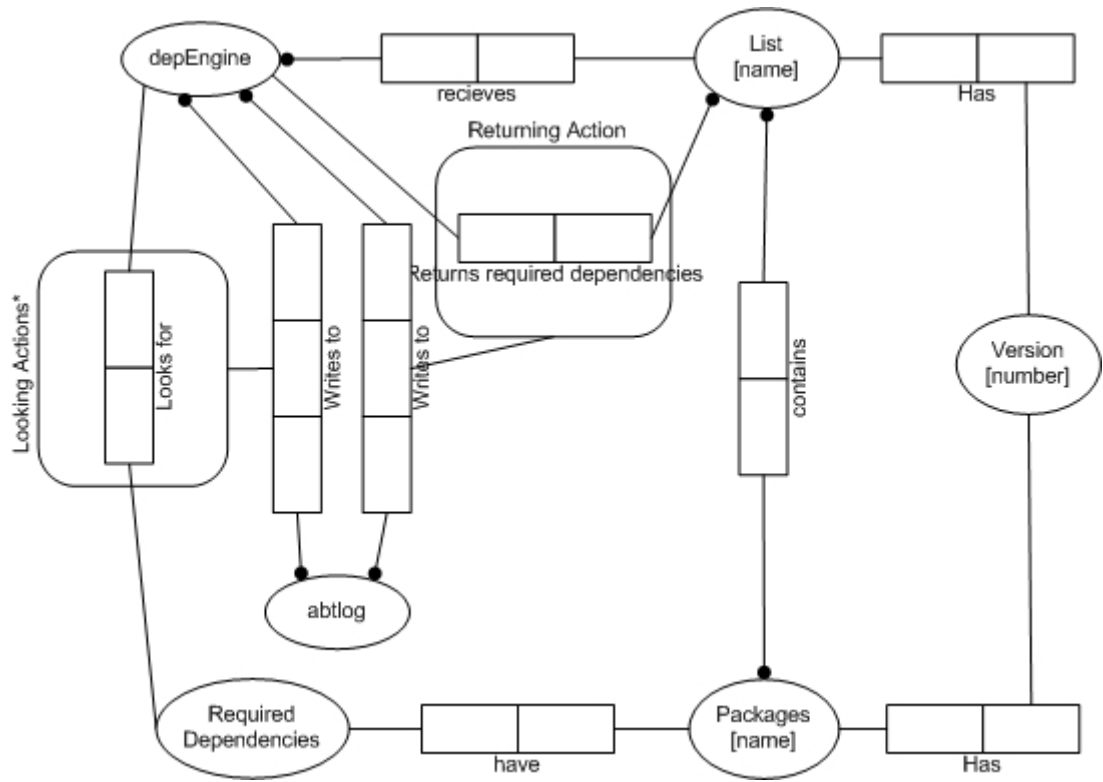 depEngine
recieves
List
[name]
Has
Returning Action
Returns required dependencies
Looking Actions*
Looks for
Writes to
Writes to
contains
Version
[number]
abtlog
Required
Dependencies
have
Packages
[name]
Has